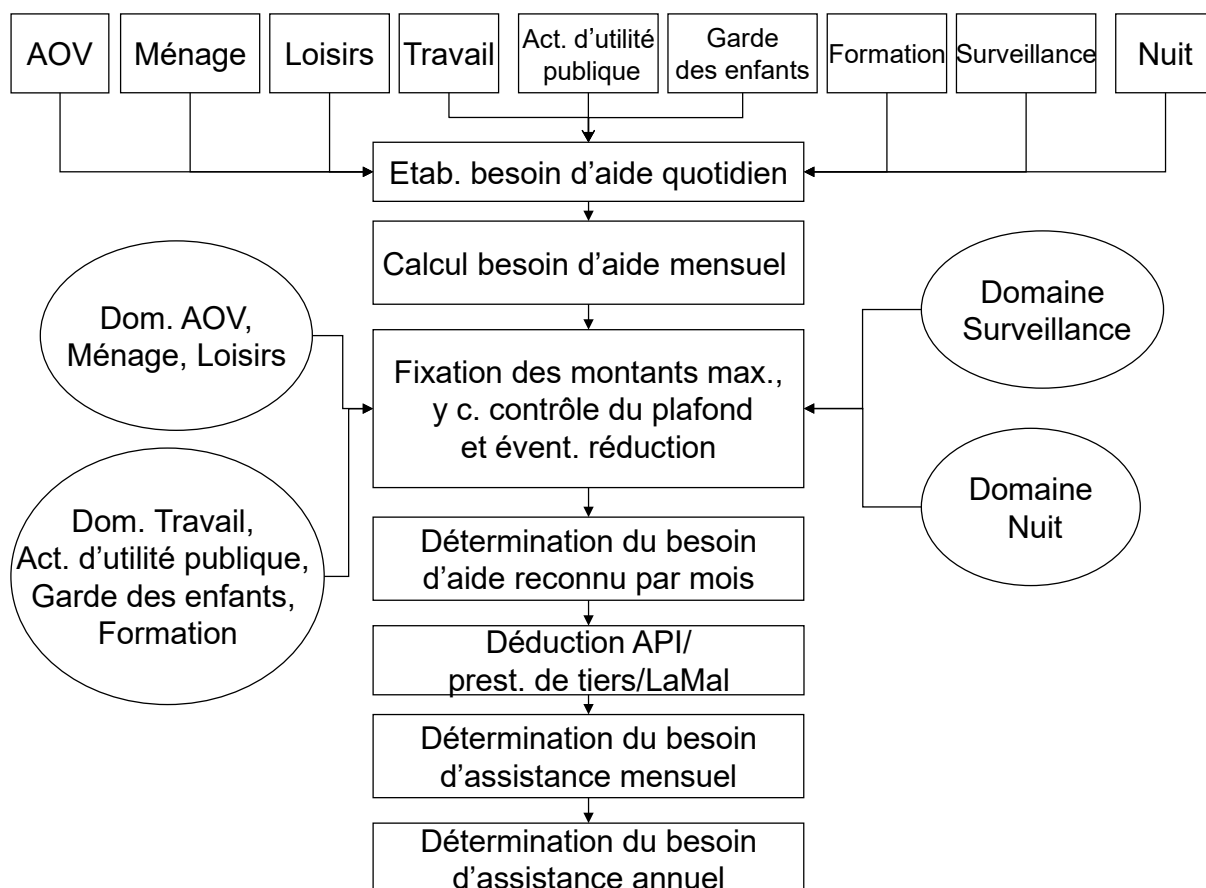 AOV
Ménage
Loisirs
Travail
Act. d'utilité
publique
Garde
des enfants
Formation
Surveillance
Nuit
Etab. besoin d'aide quotidien
Calcul besoin d'aide mensuel
Dom. AOV,
Ménage, Loisirs
Domaine
Surveillance
Fixation des montants max.,
y c. contrôle du plafond
et évent. réduction
Dom. Travail,
Act. d'utilité publique,
Garde des enfants,
Formation
Domaine
Nuit
Détermination du besoin
d'aide reconnu par mois
Déduction API/
prest. de tiers/LaMal
Détermination du besoin
d'assistance mensuel
Détermination du besoin
d'assistance annuel